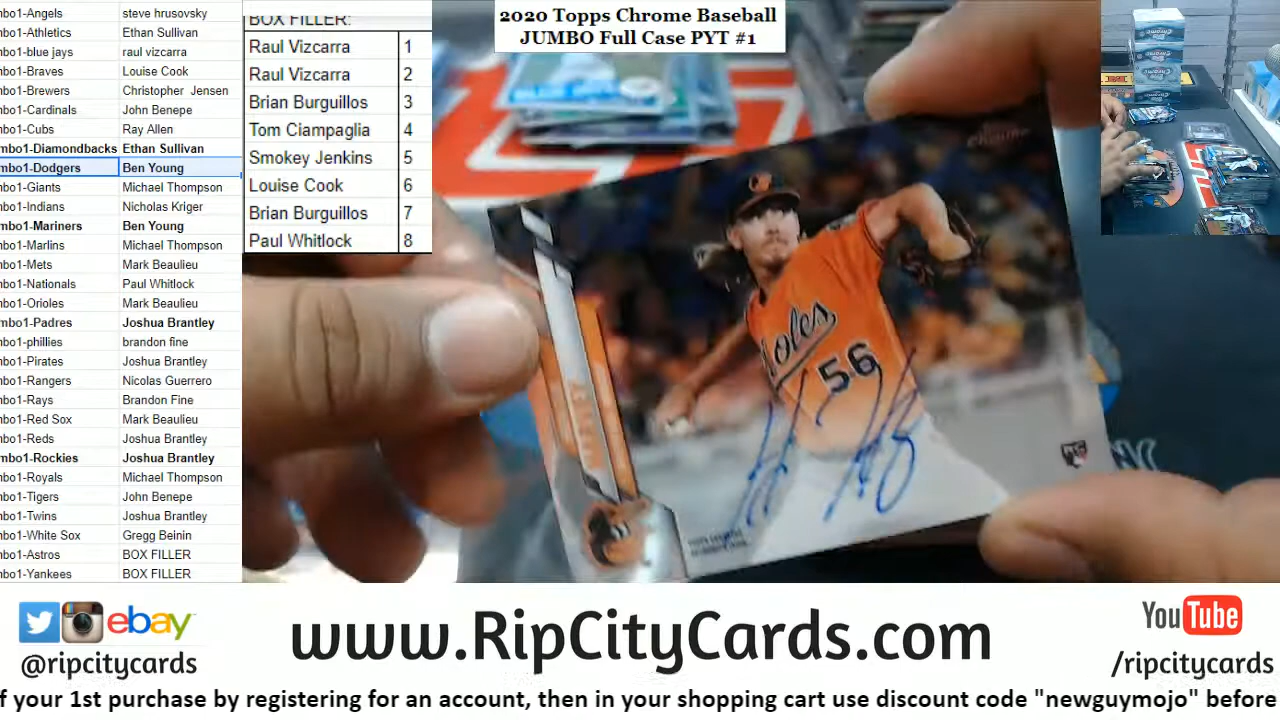 mbo1-Angels steve hrusovsky
mbo1-Athletics Ethan Sullivan
mbo1-blue jays raul vizcarra
mbo1-Braves Louise Cook
mbo1-Brewers Christopher Jensen
mbo1-Cardinals John Benepe
mbo1-Cubs Ray Allen
mbo1-Diamondbacks Ethan Sullivan
mbo1-Dodgers Ben Young
mbo1-Giants Michael Thompson
mbo1-Indians Nicholas Kriger
mbo1-Mariners Ben Young
mbo1-Marlins Michael Thompson
mbo1-Mets Mark Beaulieu
mbo1-Nationals Paul Whitlock
mbo1-Orioles Mark Beaulieu
mbo1-Padres Joshua Brantley
mbo1-phillies brandon fine
mbo1-Pirates Joshua Brantley
mbo1-Rangers Nicolas Guerrero
mbo1-Rays Brandon Fine
mbo1-Red Sox Mark Beaulieu
mbo1-Reds Joshua Brantley
mbo1-Rockies Joshua Brantley
mbo1-Royals Michael Thompson
mbo1-Tigers John Benepe
mbo1-Twins Joshua Brantley
mbo1-White Sox Gregg Beinin
mbo1-Astros BOX FILLER
mbo1-Yankees BOX FILLER
BOX FILLER:
Raul Vizcarra 1
Raul Vizcarra 2
Brian Burguillos 3
Tom Ciampaglia 4
Smokey Jenkins 5
Louise Cook 6
Brian Burguillos 7
Paul Whitlock 8
2020 Topps Chrome Baseball
JUMBO Full Case PYT #1
Chrome
56
RC
ebay
@ripcitycards
www.RipCityCards.com
YouTube
/ripcitycards
f your 1st purchase by registering for an account, then in your shopping cart use discount code "newguymojo" before